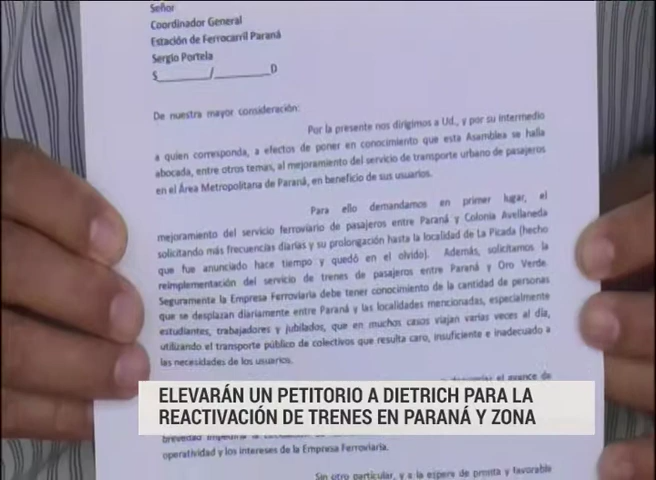 Señor
Coordinador General
Estación de Ferrocarril Paraná
Sergio Portela
S________/________D
De nuestra mayor consideración:
Por la presente nos dirigimos a Ud., y por su intermedio
a quien corresponda, a efectos de poner en conocimiento que esta Asamblea se halla
abocada, entre otros temas, al mejoramiento del servicio de transporte urbano de pasajeros
en el Área Metropolitana de Paraná, en beneficio de sus usuarios.
Para ello demandamos en primer lugar, el
mejoramiento del servicio ferroviario de pasajeros entre Paraná y Colonia Avellaneda
solicitando más frecuencias diarias y su prolongación hasta la localidad de La Picada (hecho
que fue anunciado hace tiempo y quedó en el olvido). Además, solicitamos la
reimplementación del servicio de trenes de pasajeros entre Paraná y Oro Verde.
Seguramente la Empresa Ferroviaria debe tener conocimiento de la cantidad de personas
que se desplazan diariamente entre Paraná y las localidades mencionadas, especialmente
estudiantes, trabajadores y jubilados, que en muchos casos viajan varias veces al día,
utilizando el transporte público de colectivos que resulta caro, insuficiente e inadecuado a
las necesidades de los usuarios.
el avance de
ELEVARÁN UN PETITORIO A DIETRICH PARA LA
REACTIVACIÓN DE TRENES EN PARANÁ Y ZONA
brevedad
operatividad y los intereses de la Empresa Ferroviaria.
Sin otro particular, y a la espera de pronta y favorable